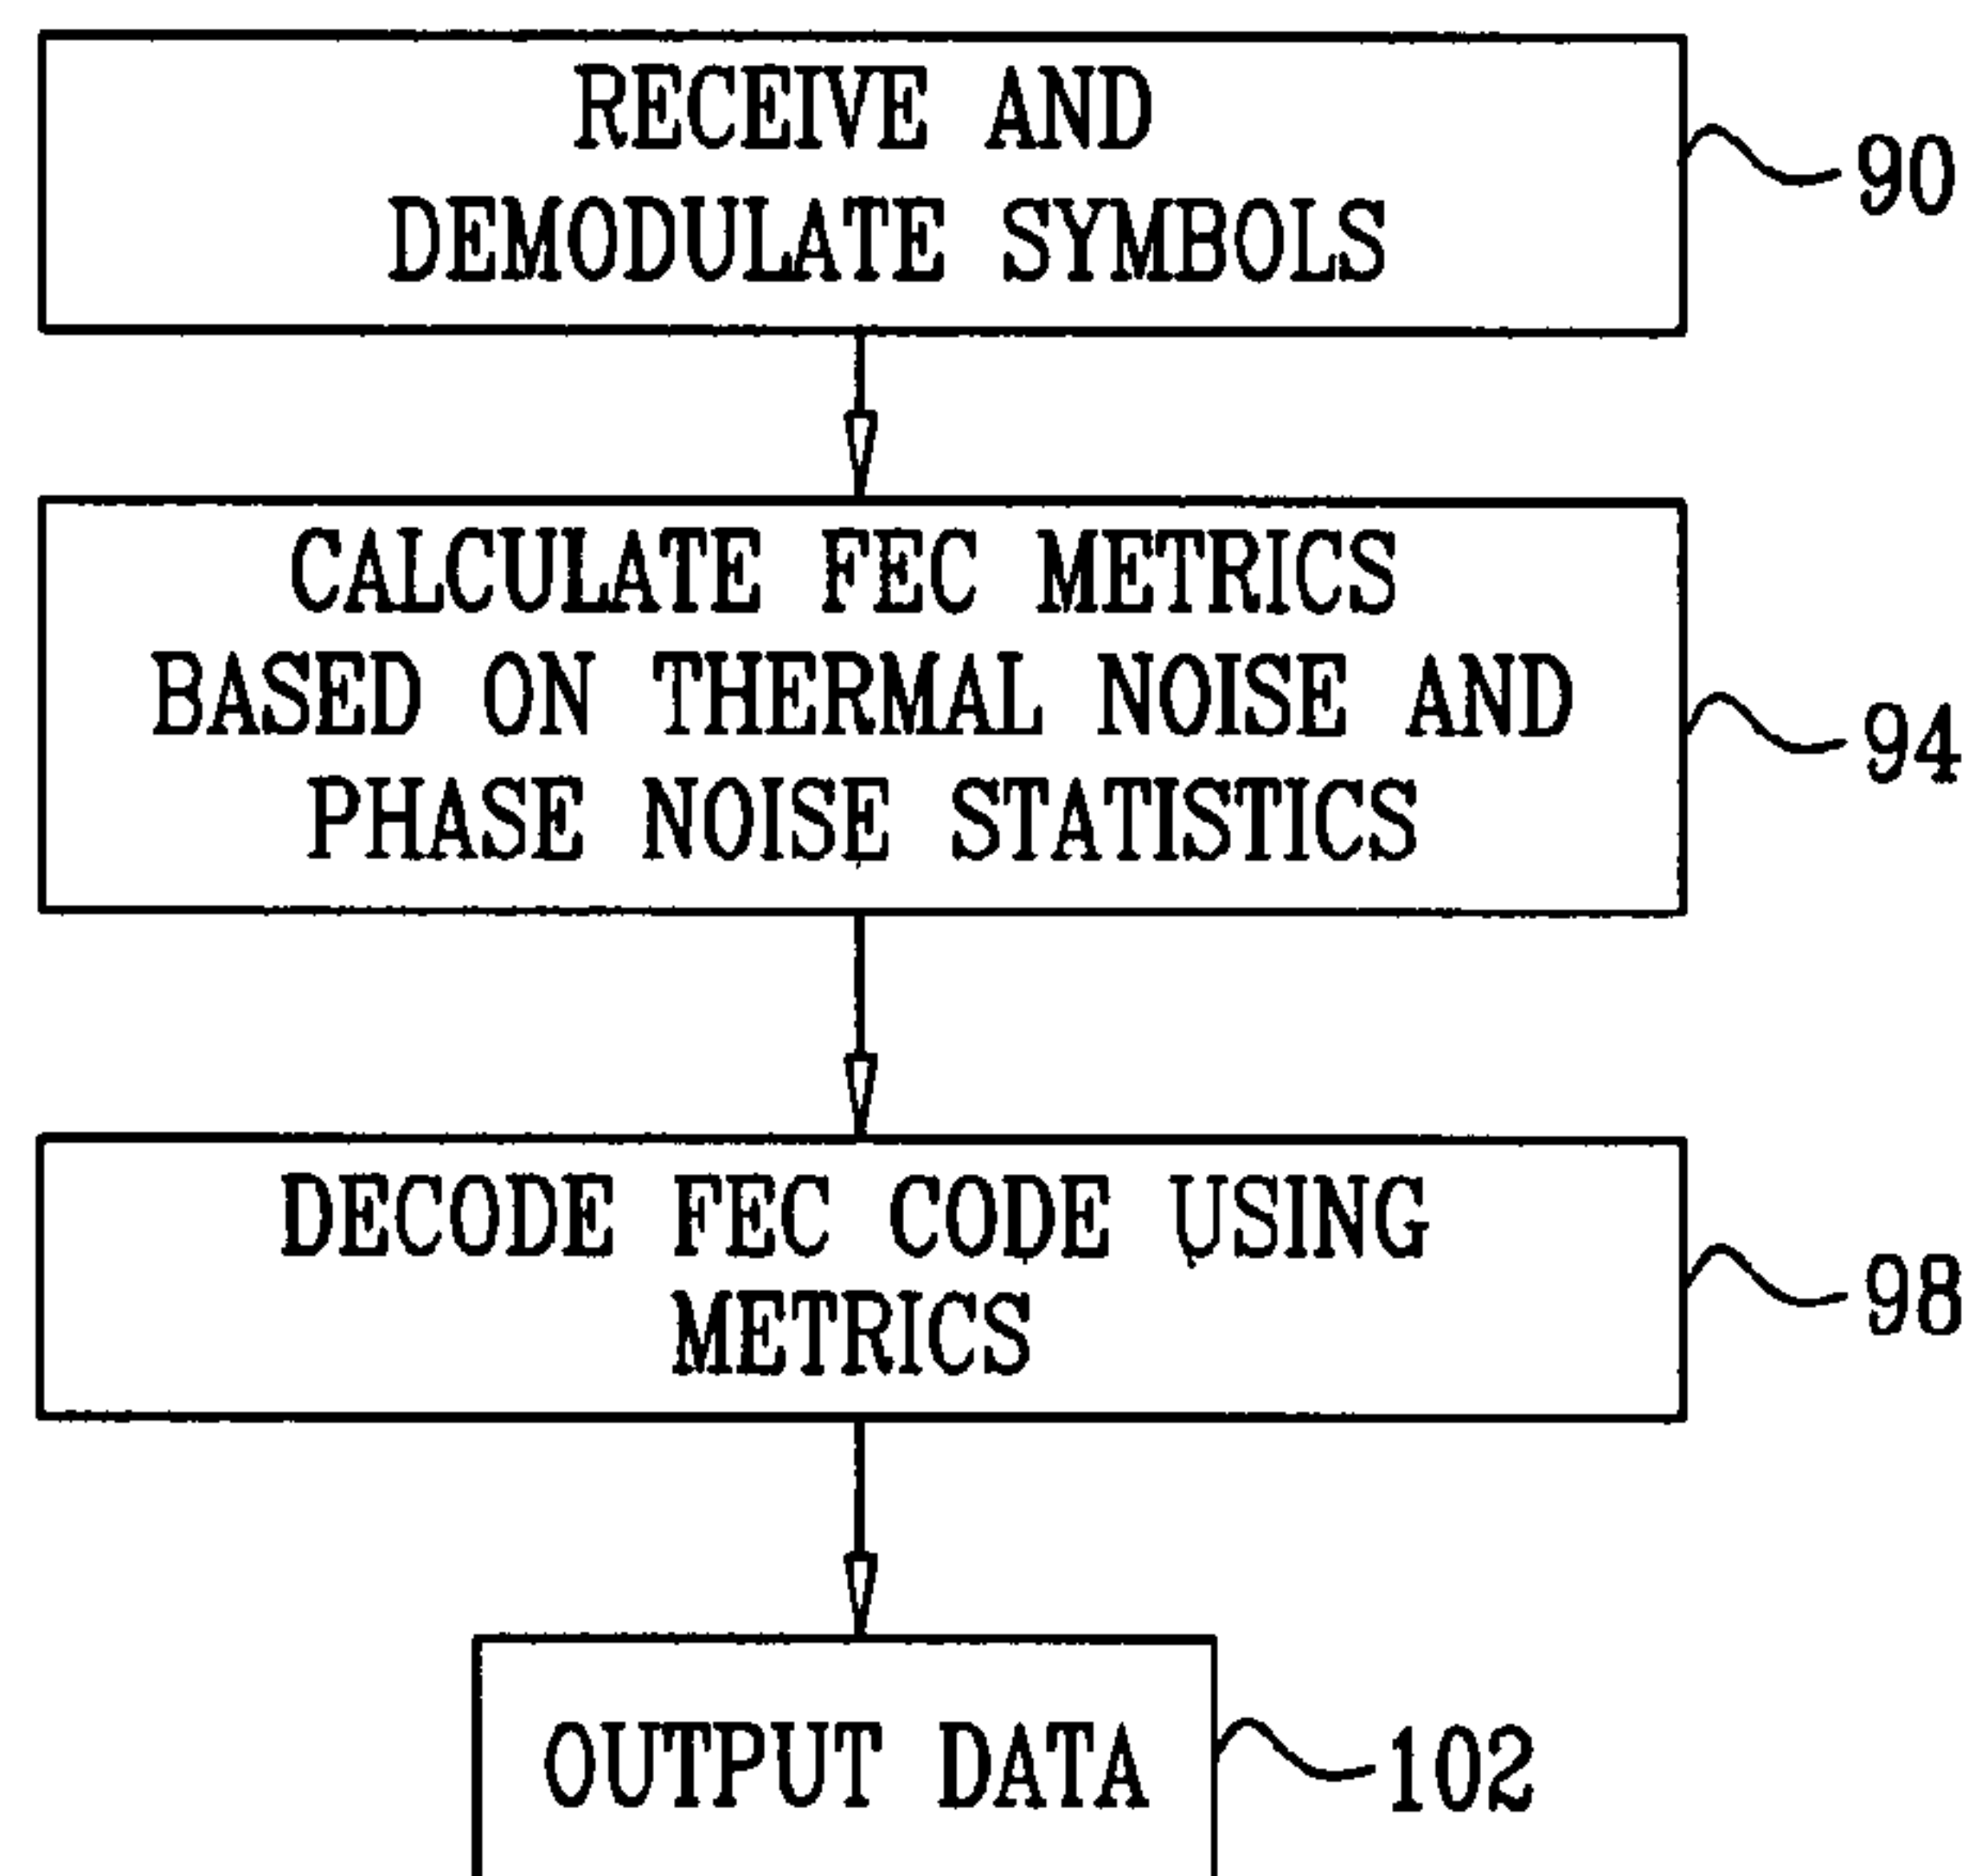 RECEIVE AND
DEMODULATE SYMBOLS
90
CALCULATE FEC METRICS
BASED ON THERMAL NOISE AND
PHASE NOISE STATISTICS
94
DECODE FEC CODE USING
METRICS
98
OUTPUT DATA
102